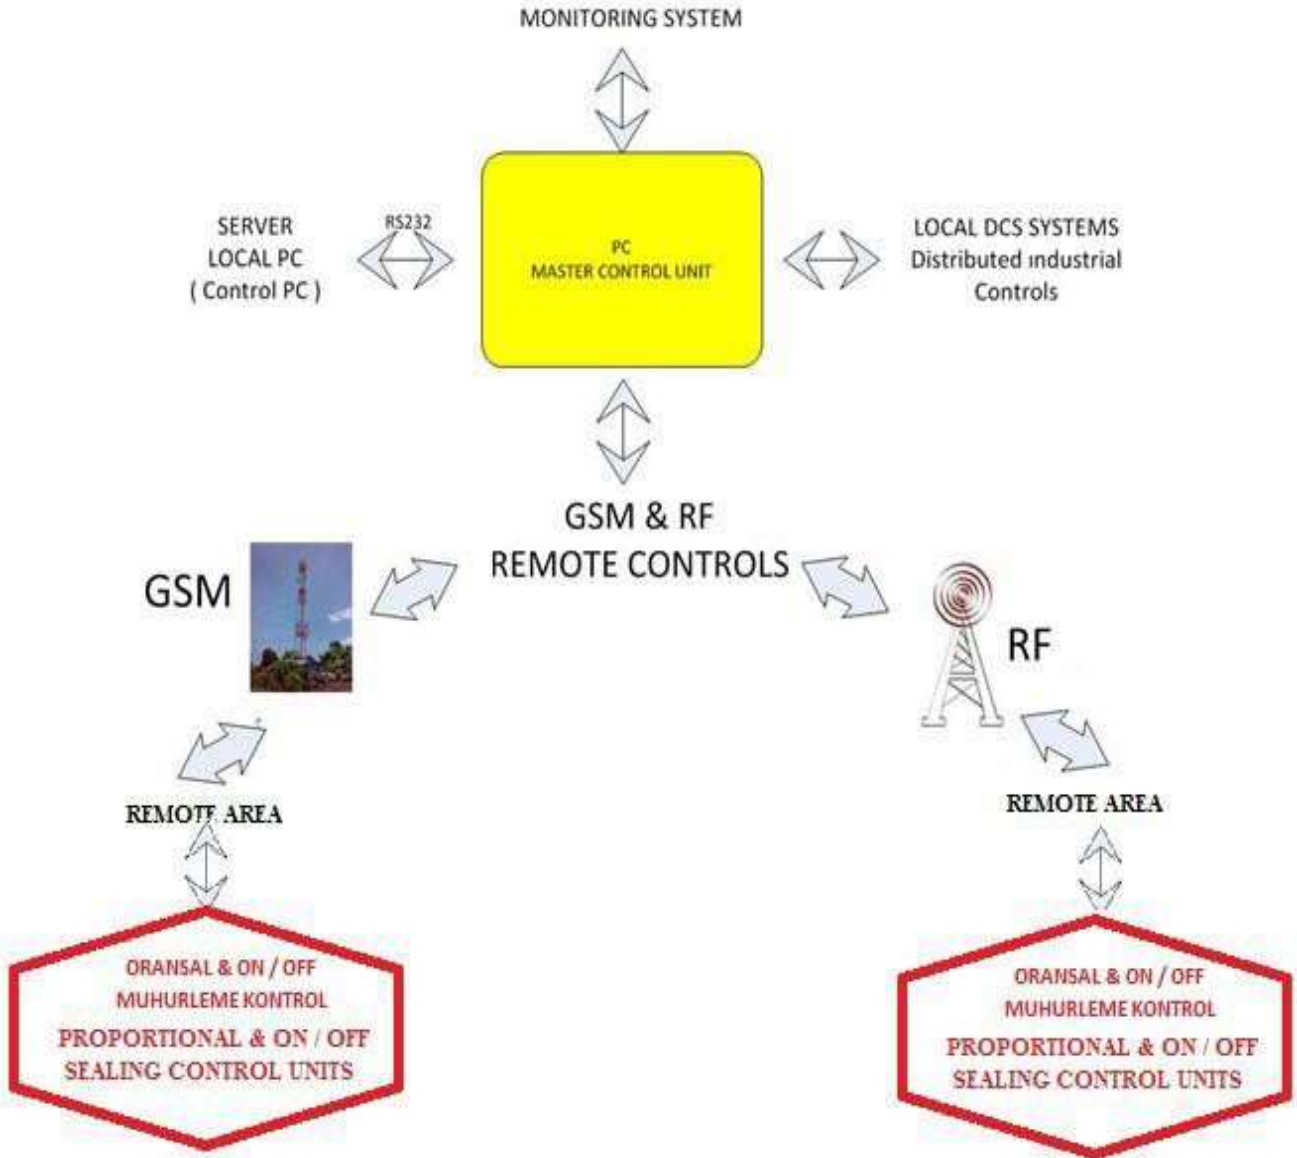 MONITORING SYSTEM
SERVER
LOCAL PC
( Control PC )
RS232
PC
MASTER CONTROL UNIT
LOCAL DCS SYSTEMS
Distributed ındustrial
Controls
GSM & RF
REMOTE CONTROLS
GSM
RF
REMOTE AREA
REMOTE AREA
ORANSAL & ON / OFF
MUHURLEME KONTROL
PROPORTIONAL & ON / OFF
SEALING CONTROL UNITS
ORANSAL & ON / OFF
MUHURLEME KONTROL
PROPORTIONAL & ON / OFF
SEALING CONTROL UNITS